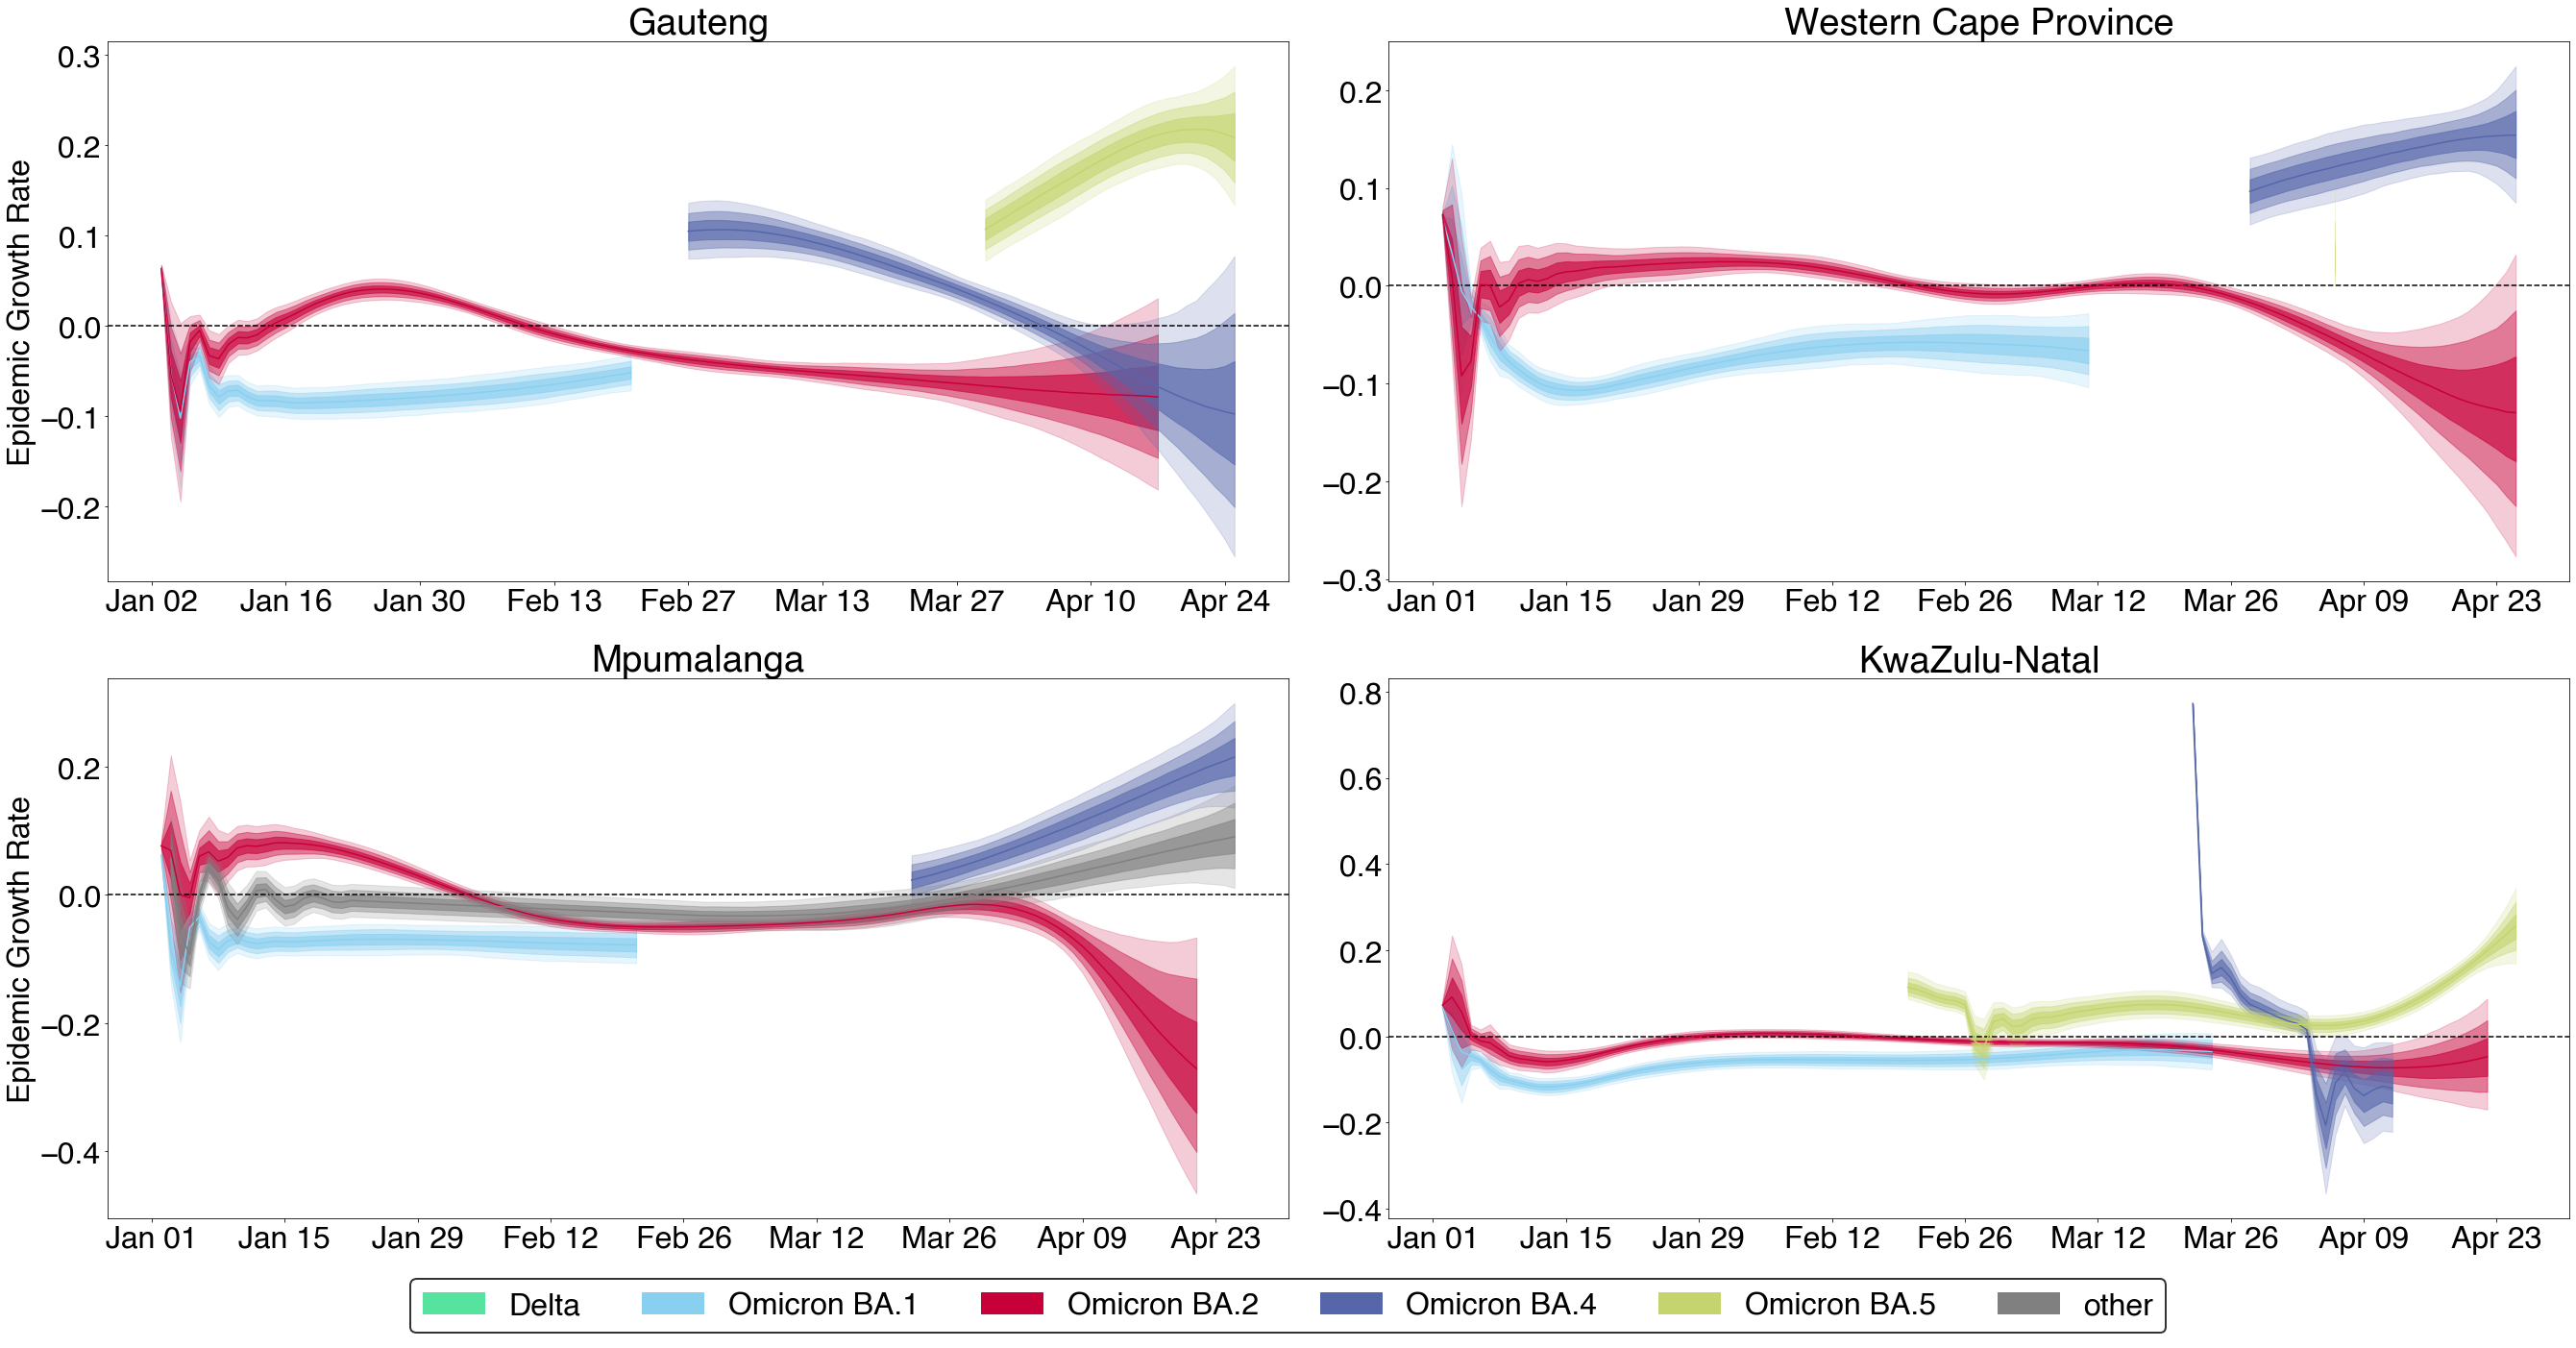 Gauteng
Epidemic Growth Rate
0.3
0.2
0.1
0.0
−0.1
−0.2
Jan 02 Jan 16 Jan 30 Feb 13 Feb 27 Mar 13 Mar 27 Apr 10 Apr 24
Western Cape Province
0.2
0.1
0.0
−0.1
−0.2
−0.3
Jan 01 Jan 15 Jan 29 Feb 12 Feb 26 Mar 12 Mar 26 Apr 09 Apr 23
Mpumalanga
Epidemic Growth Rate
0.2
0.0
−0.2
−0.4
Jan 01 Jan 15 Jan 29 Feb 12 Feb 26 Mar 12 Mar 26 Apr 09 Apr 23
KwaZulu-Natal
0.8
0.6
0.4
0.2
0.0
−0.2
−0.4
Jan 01 Jan 15 Jan 29 Feb 12 Feb 26 Mar 12 Mar 26 Apr 09 Apr 23
Delta Omicron BA.1 Omicron BA.2 Omicron BA.4 Omicron BA.5 other